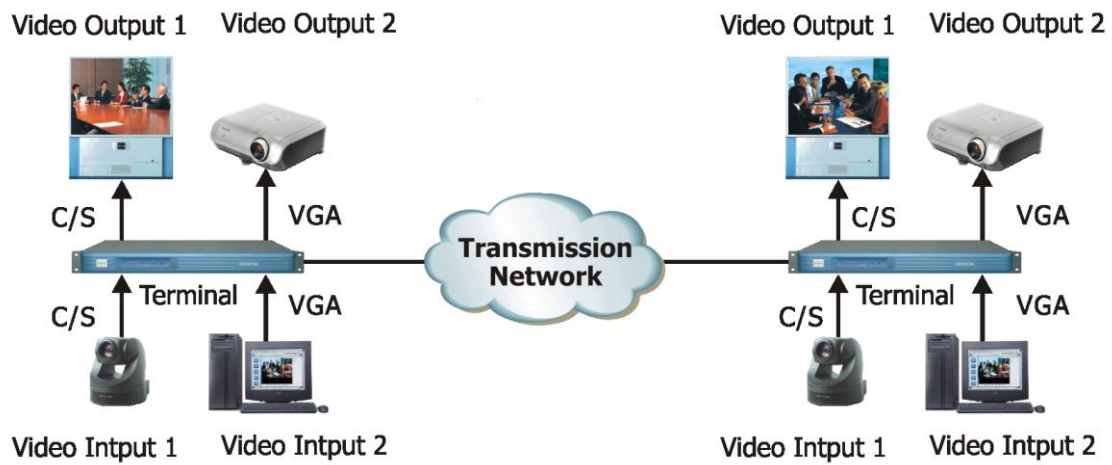 Video Output 1 Video Output 2 Video Output 1 Video Output 2
C/S VGA C/S VGA
Transmission
Network
Terminal Terminal
C/S VGA C/S VGA
Video Intput 1 Video Intput 2 Video Intput 1 Video Intput 2